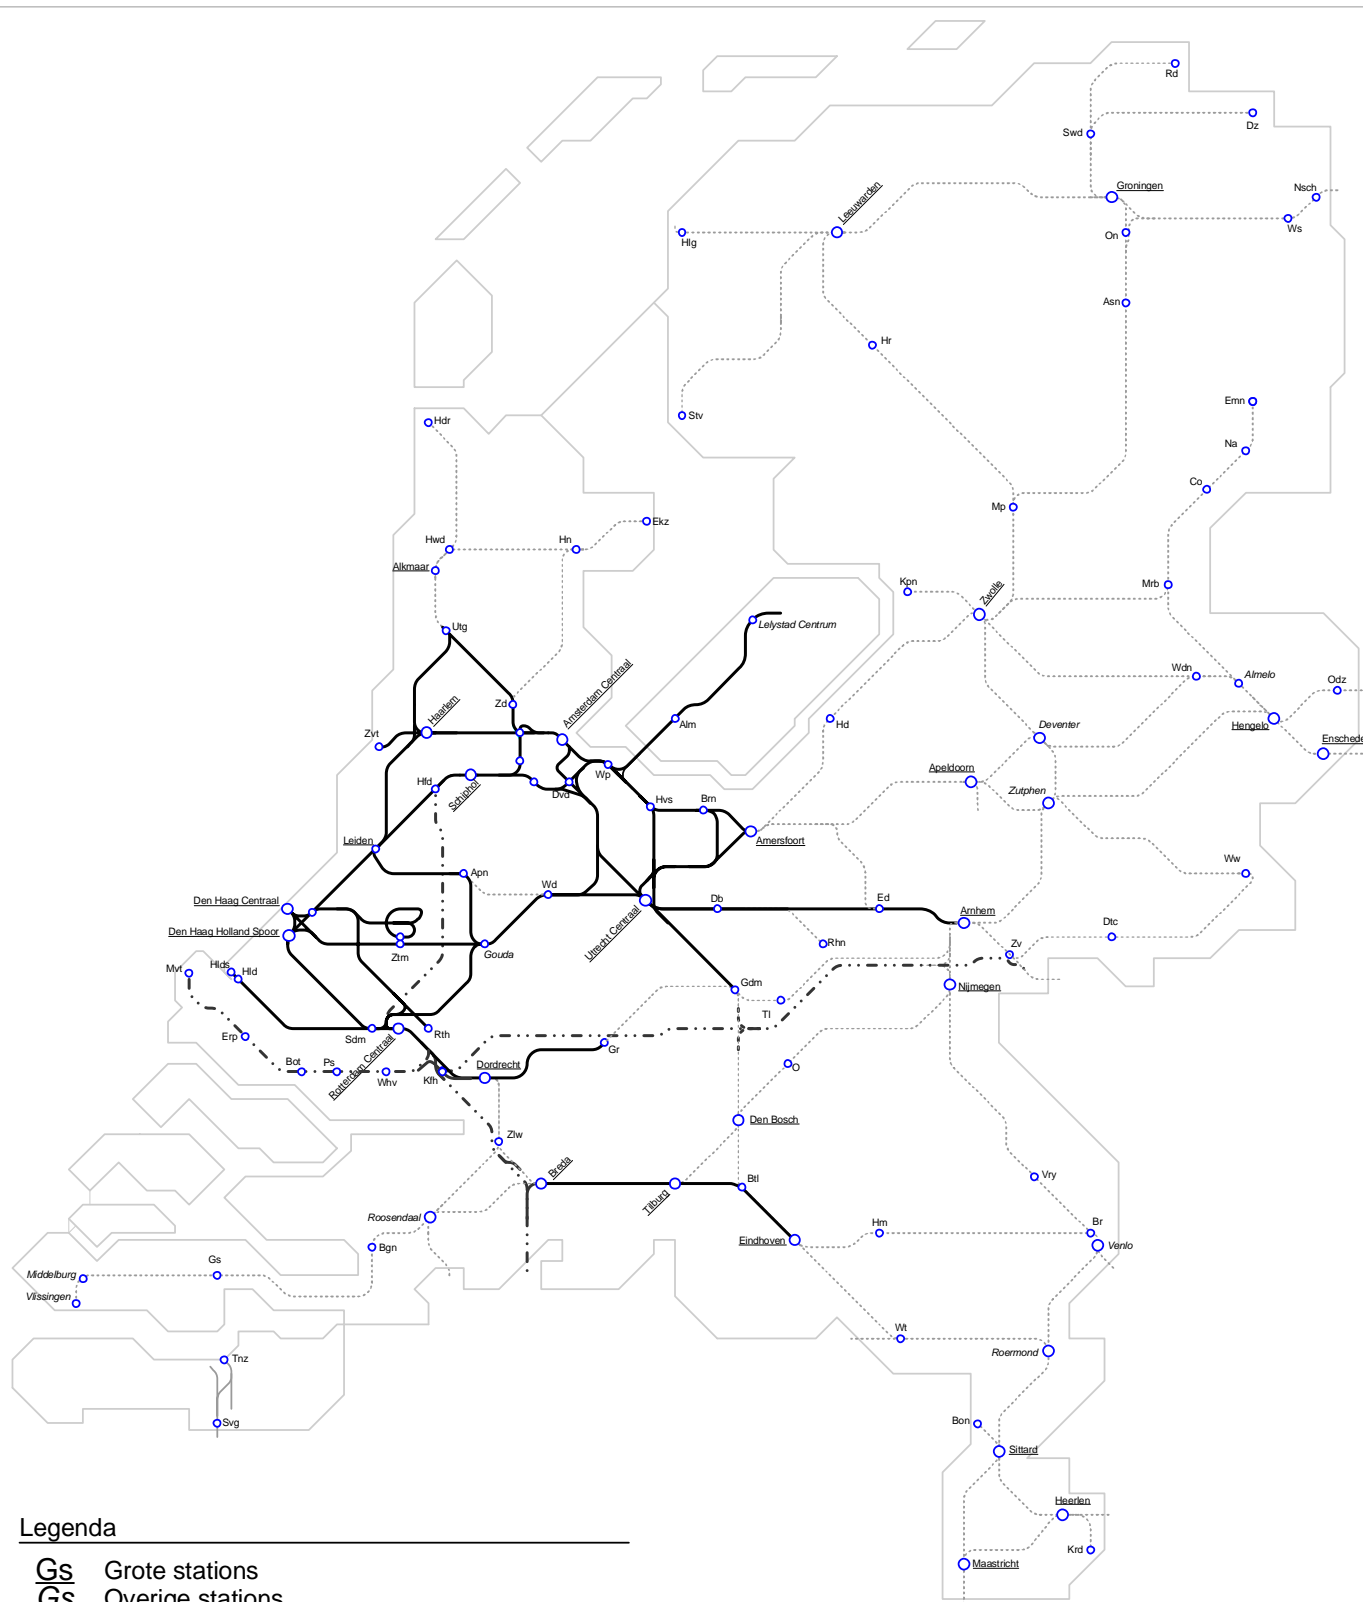 Rd
Dz
Swd
Groningen
Nsch
Leeuwarden
Ws
Hlg
On
Asn
Hr
Emn
Stv
Hdr
Na
Co
Mp
Ekz
Hwd
Hn
Alkmaar
Kpn
Mrb
Zwolle
Utg
Lelystad Centrum
Wdn
Almelo
Odz
Amsterdam Centraal
Zd
Haarlem
Alm
Hd
Deventer
Hengelo
Zvt
Enschede
Apeldoorn
Wp
Hfd
Schiphol
Dvd
Hvs
Brn
Zutphen
Leiden
Amersfoort
Apn
Wd
Ww
Den Haag Centraal
Db
Ed
Arnhem
Den Haag Holland Spoor
Utrecht Centraal
Dtc
Ztm
Gouda
Rhn
Zv
Mvt
Hlds
Hld
Gdm
Nijmegen
Tl
Erp
Sdm
Rth
Rotterdam Centraal
Gr
Bot
Ps
Whv
Kfh
Dordrecht
O
Den Bosch
Zlw
Breda
Tilburg
Btl
Vry
Roosendaal
Bgn
Eindhoven
Hm
Br
Venlo
Gs
Middelburg
Vlissingen
Wt
Roermond
Tnz
Svg
Bon
Sittard
Heerlen
Krd
Maastricht
Legenda
Gs Grote stations
Gs Overige stations